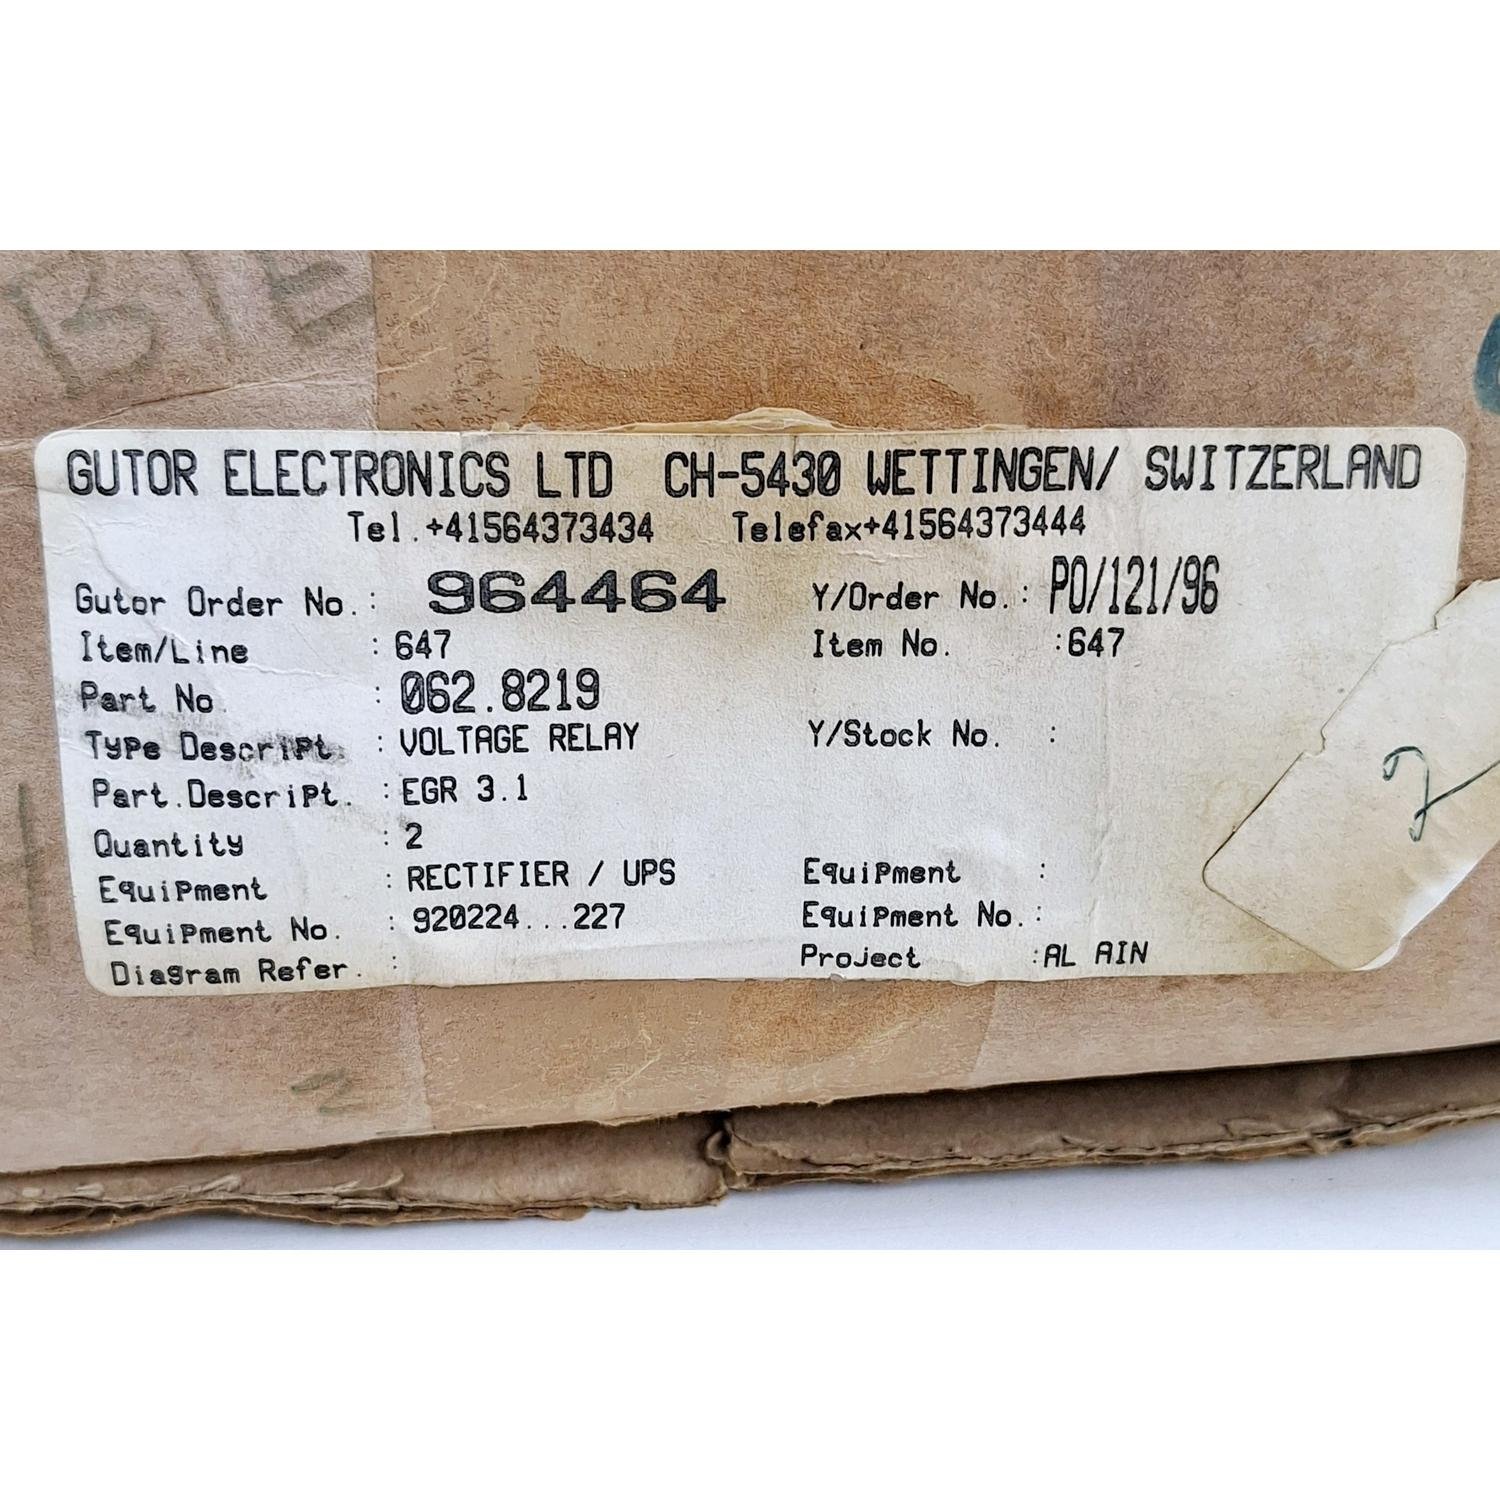 BIE
GUTOR ELECTRONICS LTD CH-5430 WETTINGEN/ SWITZERLAND
Tel.+41564373434 Telefax+41564373444
Gutor Order No.: 964464 Y/Order No.: PO/121/96
Item/Line : 647 Item No. :647
Part No. : 062.8219
Type Descript. : VOLTAGE RELAY Y/Stock No. :
Part.Descript. : EGR 3.1
Quantity : 2
Equipment : RECTIFIER / UPS Equipment :
Equipment No. : 920224...227 Equipment No.:
Diagram Refer. : Project :AL AIN
2